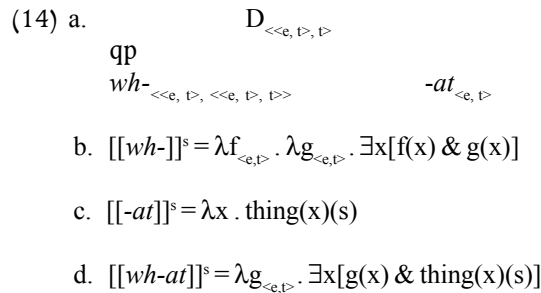 (14) a. D<<e, t>, t>
qp
wh-<<e, t>, <<e, t>, t>> -at<e, t>
b. [[wh-]]ˢ = λf<e,t> . λg<e,t> . ∃x[f(x) & g(x)]
c. [[-at]]ˢ = λx . thing(x)(s)
d. [[wh-at]]ˢ = λg<e,t> . ∃x[g(x) & thing(x)(s)]